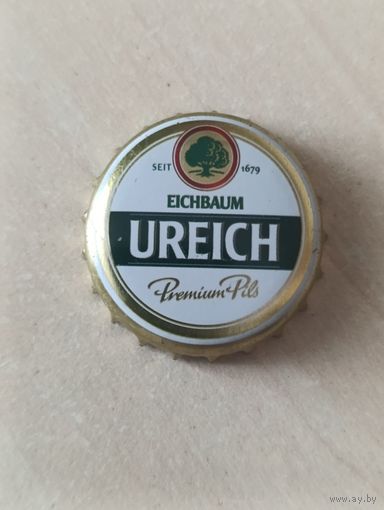 SEIT 1679
EICHBAUM
UREICH
Premium Pils
www.ay.by